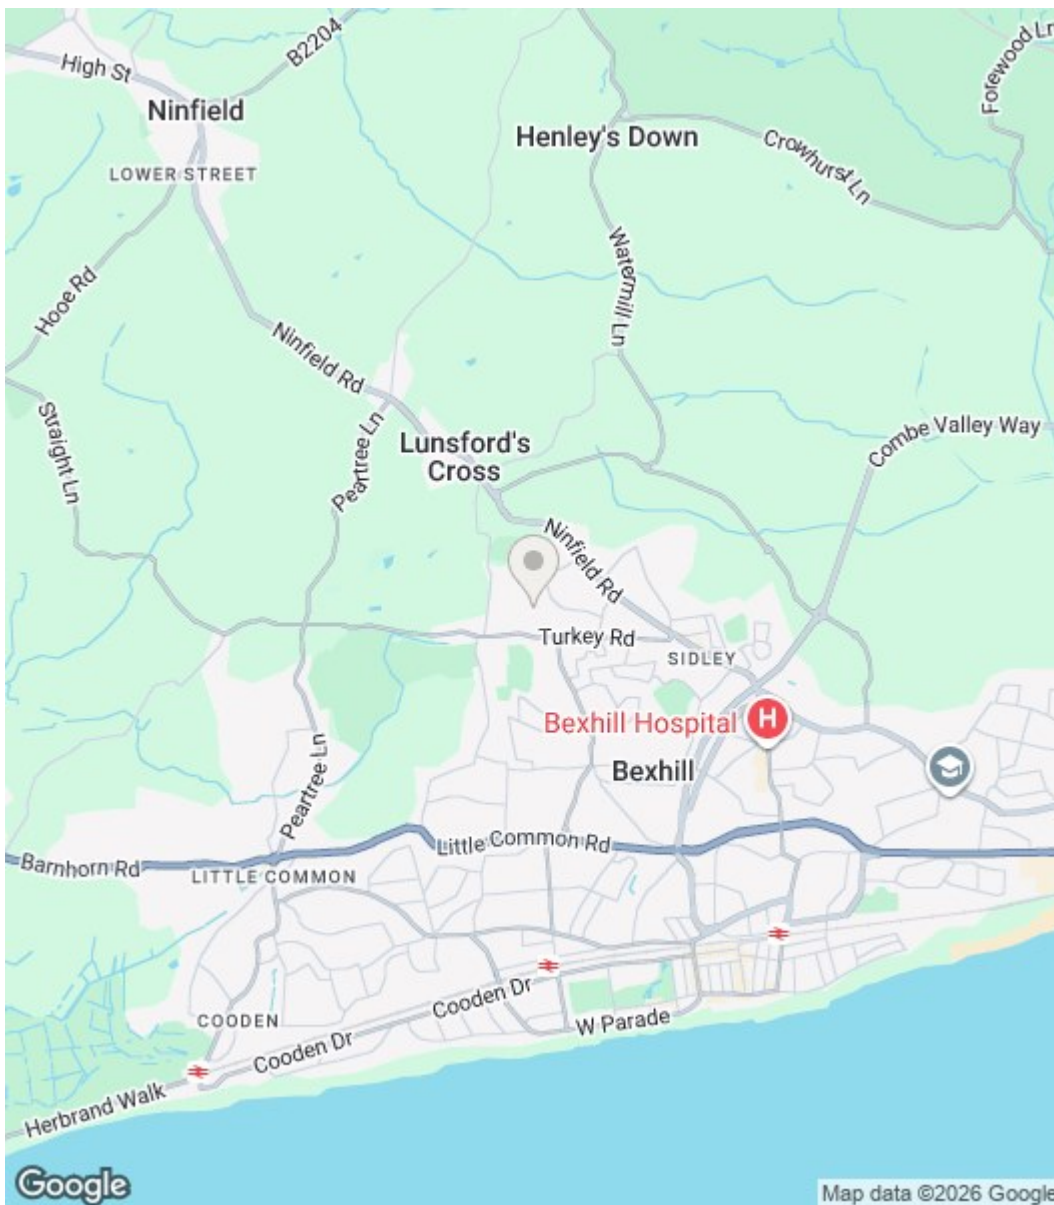 High St
B2204
Ninfield
Henley's Down
Forewood Ln
Crowhurst Ln
LOWER STREET
Watermill Ln
Hooe Rd
Ninfield Rd
Straight Ln
Peartree Ln
Lunsford's
Cross
Combe Valley Way
Ninfield Rd
Turkey Rd
SIDLEY
Bexhill Hospital
H
Bexhill
Peartree Ln
Little Common Rd
Barnhorn Rd
LITTLE COMMON
Cooden Dr
COODEN
W Parade
Cooden Dr
Herbrand Walk
Google
Map data ©2026 Google